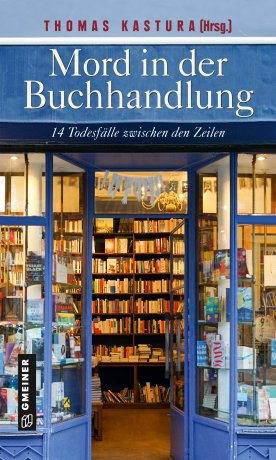 THOMAS KASTURA (Hrsg.)
Mord in der
Buchhandlung
14 Todesfälle zwischen den Zeilen
GMEINER